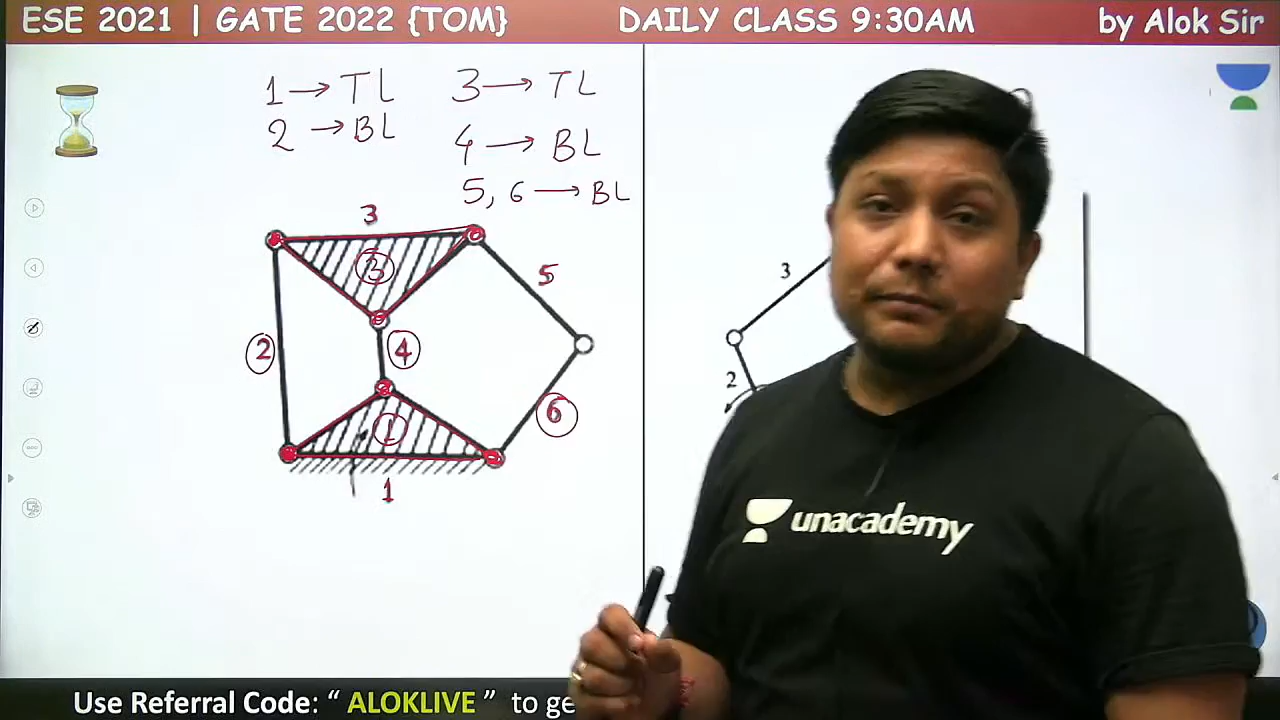 ESE 2021 | GATE 2022 {TOM} DAILY CLASS 9:30AM by Alok Sir
1 → TL
2 → BL
3 → TL
4 → BL
5, 6 → BL
3
3
5
2
4
6
1
1
3
2
unacademy
Use Referral Code: “ ALOKLIVE ” to ge